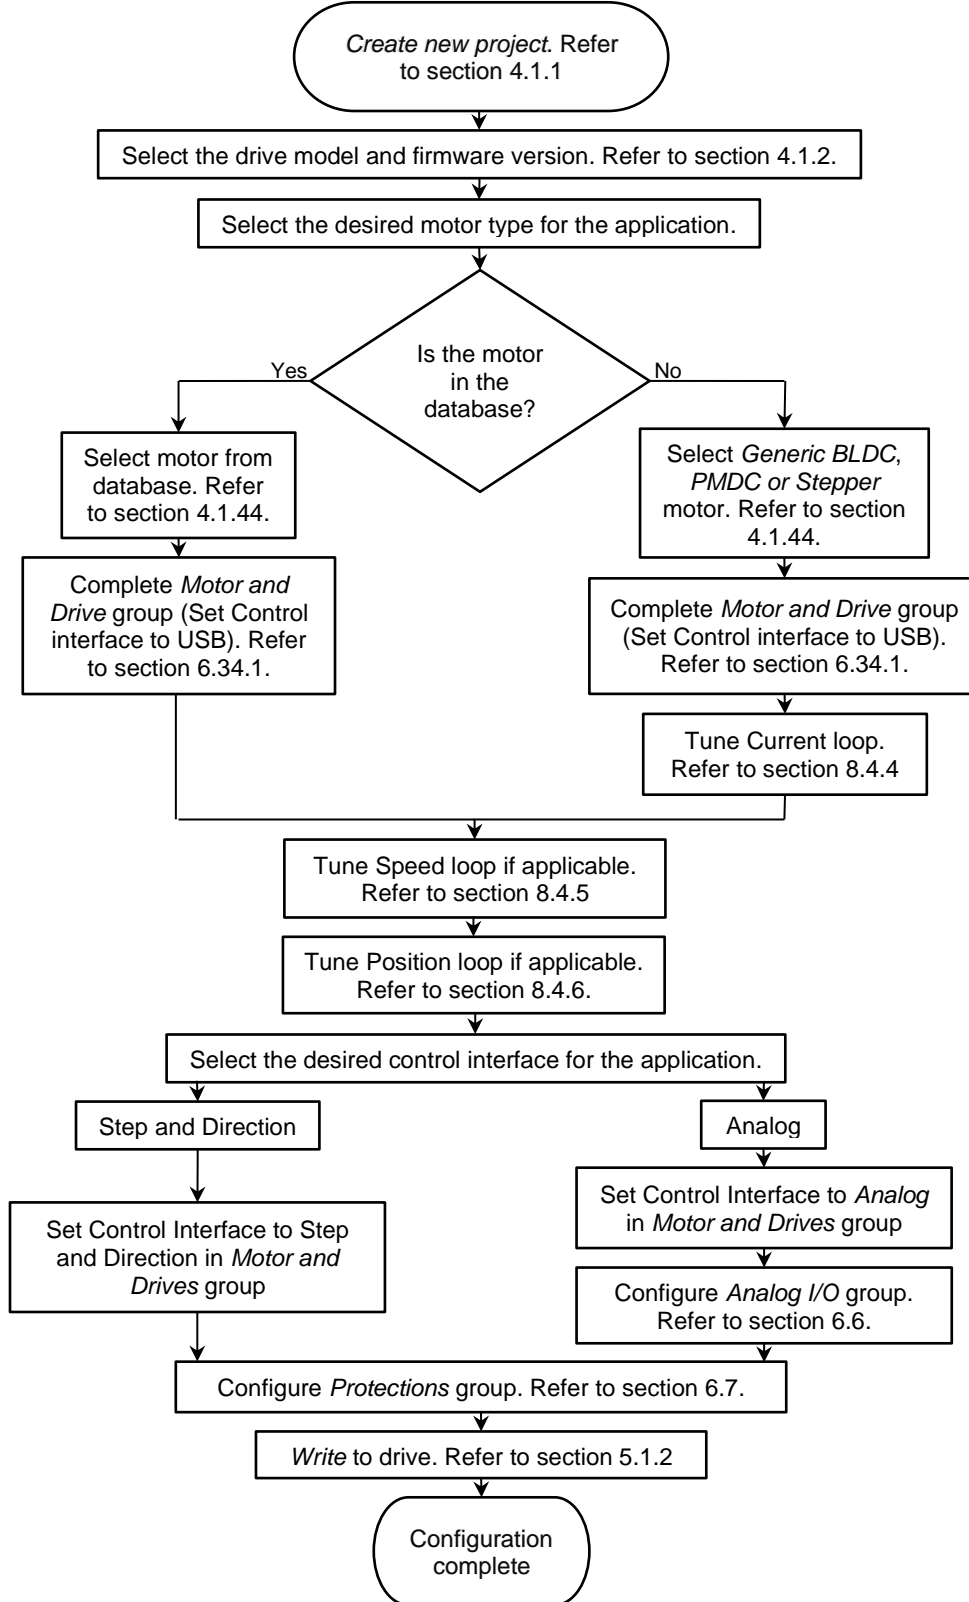 Create new project. Refer
to section 4.1.1
Select the drive model and firmware version. Refer to section 4.1.2.
Select the desired motor type for the application.
Is the motor
in the
database?
Yes
No
Select motor from
database. Refer
to section 4.1.44.
Select Generic BLDC,
PMDC or Stepper
motor. Refer to section
4.1.44.
Complete Motor and
Drive group (Set Control
interface to USB). Refer
to section 6.34.1.
Complete Motor and Drive group
(Set Control interface to USB).
Refer to section 6.34.1.
Tune Current loop.
Refer to section 8.4.4
Tune Speed loop if applicable.
Refer to section 8.4.5
Tune Position loop if applicable.
Refer to section 8.4.6.
Select the desired control interface for the application.
Step and Direction
Analog
Set Control Interface to Step
and Direction in Motor and
Drives group
Set Control Interface to Analog
in Motor and Drives group
Configure Analog I/O group.
Refer to section 6.6.
Configure Protections group. Refer to section 6.7.
Write to drive. Refer to section 5.1.2
Configuration
complete